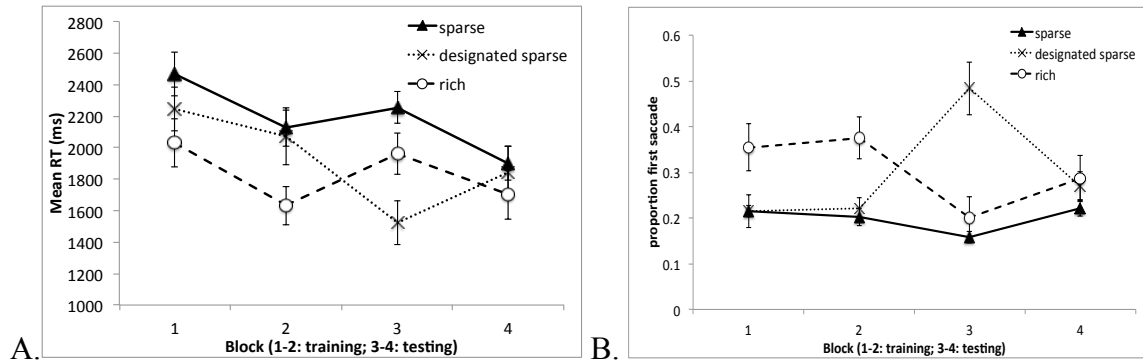 2800
2600
2400
2200
2000
1800
1600
1400
1200
1000
Mean RT (ms)
sparse
designated sparse
rich
1 2 3 4
Block (1-2: training; 3-4: testing)
A.
0.6
0.5
0.4
0.3
0.2
0.1
0
proportion first saccade
sparse
designated sparse
rich
1 2 3 4
Block (1-2: training; 3-4: testing)
B.